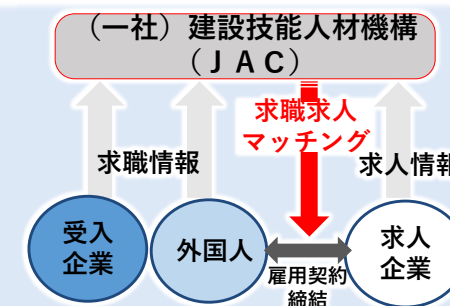 (一社)建設技能人材機構
(JAC)
求職求人
マッチング
求職情報
求人情報
受入
企業
外国人
求人
企業
雇用契約
締結